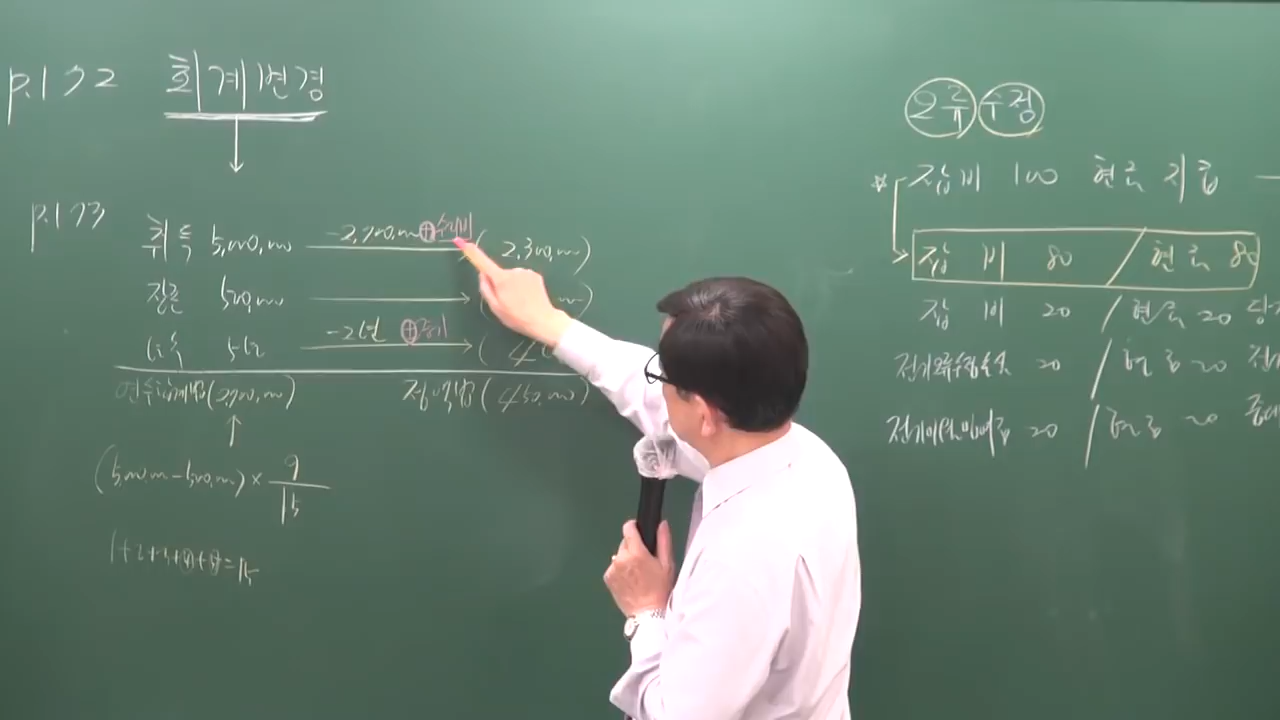 p.172 회계변경
p.173
취득 5,000,000 -2,700,000 ⊕ 수리비 ( 2,300,000 )
잔존 500,000
내용 5년 -2년 ⊕ 증가 (
연수합계법(2,700,000) 정액법( 450,000 )
(5,000,000-500,000) × 9/15
1+2+3+④+⑤=15
오류 수정
☆ 잡비 100 현금 지급
잡비 80 / 현금 80
잡비 20 / 현금 20
전기오류수정손실 20 / 현금 20
전기이월이익잉여금 20 / 현금 20